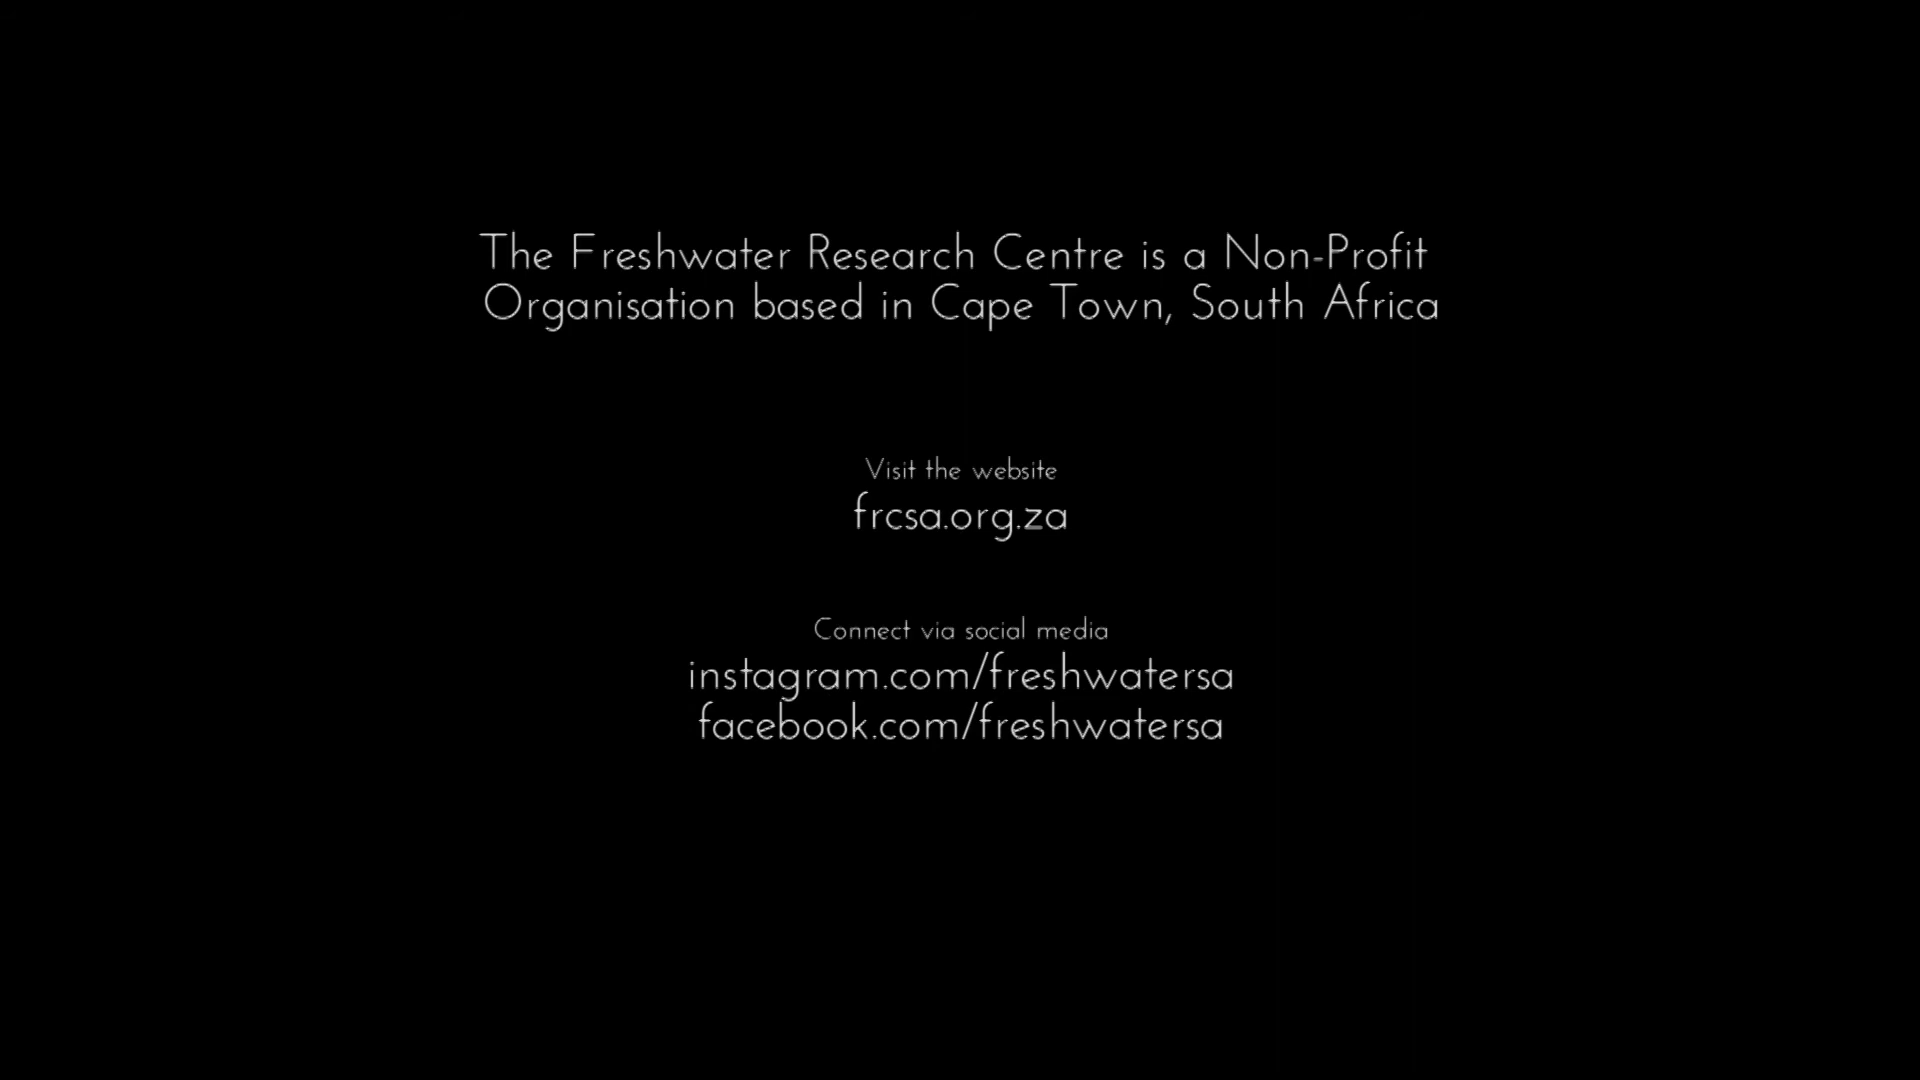 The Freshwater Research Centre is a Non-Profit
Organisation based in Cape Town, South Africa
Visit the website
frcsa.org.za
Connect via social media
instagram.com/freshwatersa
facebook.com/freshwatersa